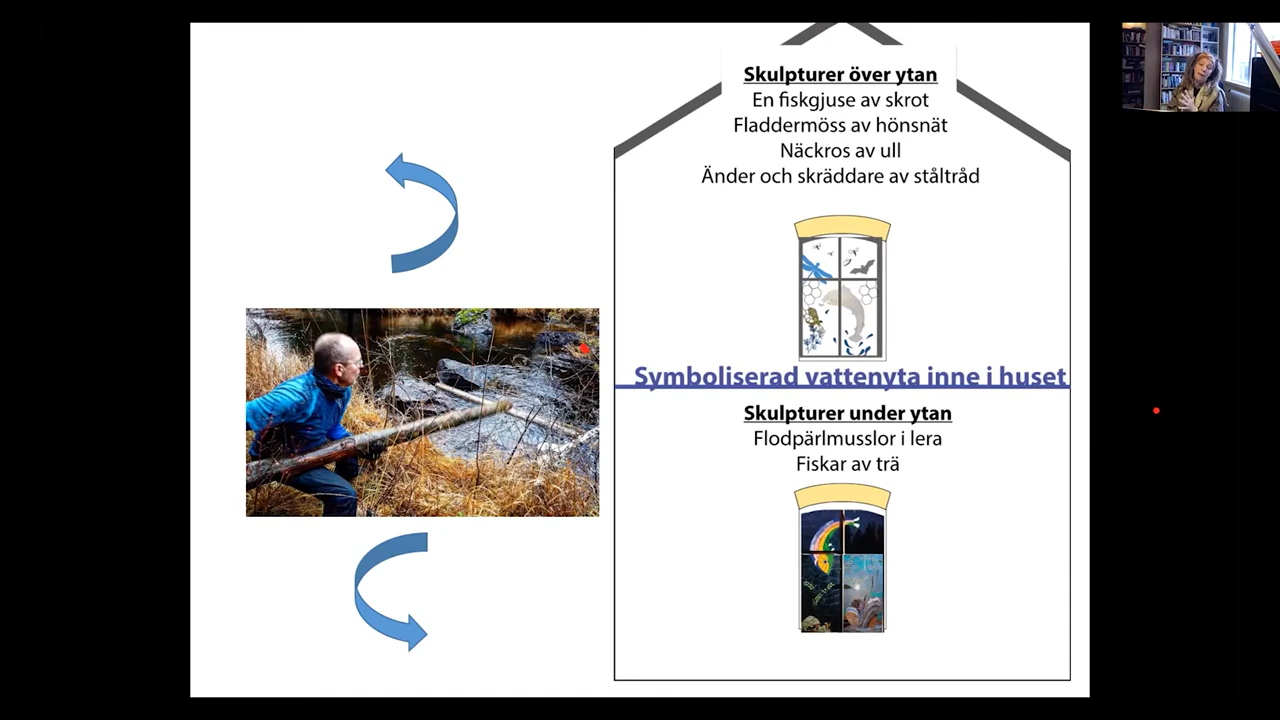 Skulpturer över ytan
En fiskgjuse av skrot
Fladdermöss av hönsnät
Näckros av ull
Änder och skräddare av ståltråd
Symboliserad vattenyta inne i huset
Skulpturer under ytan
Flodpärlmusslor i lera
Fiskar av trä